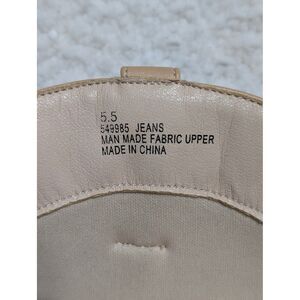 5.5
549985 JEANS
MAN MADE FABRIC UPPER
MADE IN CHINA